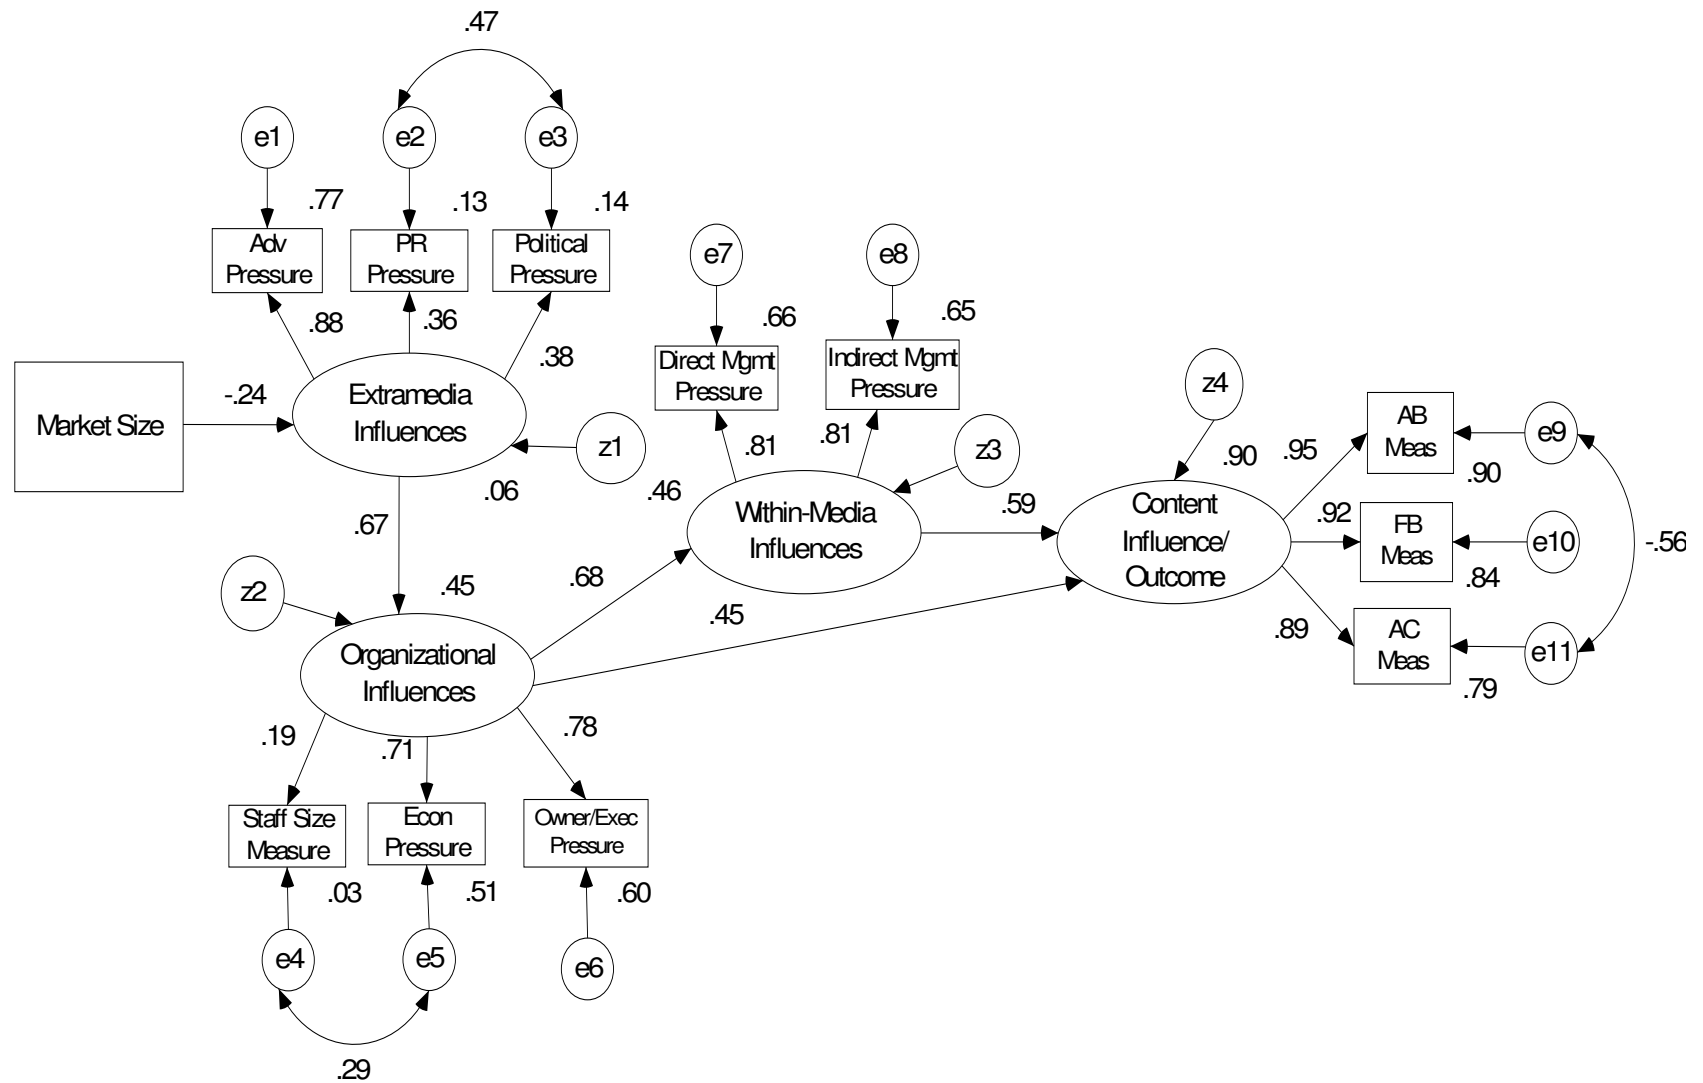 .47
e1
e2
e3
.77
.13
.14
Adv
Pressure
PR
Pressure
Political
Pressure
.88
.36
.38
Market Size
-.24
Extramedia
Influences
z1
.06
.67
e7
e8
.66
.65
Direct Mgmt
Pressure
Indirect Mgmt
Pressure
.81
.81
z3
.46
Within-Media
Influences
.59
z4
.90
Content
Influence/
Outcome
.95
.92
.89
AB
Meas
.90
e9
FB
Meas
.84
e10
AC
Meas
.79
e11
-.56
z2
.45
Organizational
Influences
.68
.45
.19
.71
.78
Staff Size
Measure
Econ
Pressure
Owner/Exec
Pressure
.03
.51
.60
e4
e5
e6
.29